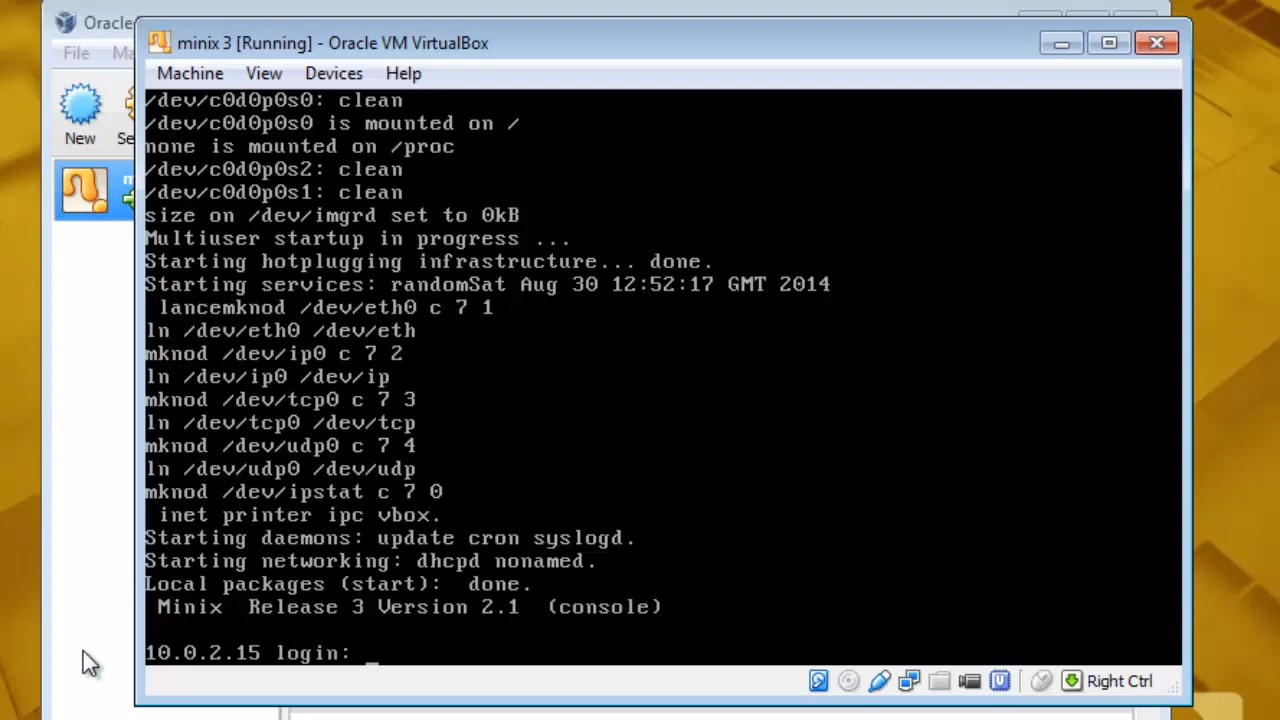 Oracle
minix 3 [Running] - Oracle VM VirtualBox
File
Machine View Devices Help
New
/dev/c0d0p0s0: clean
/dev/c0d0p0s0 is mounted on /
none is mounted on /proc
/dev/c0d0p0s2: clean
/dev/c0d0p0s1: clean
size on /dev/imgrd set to 0kB
Multiuser startup in progress ...
Starting hotplugging infrastructure... done.
Starting services: randomSat Aug 30 12:52:17 GMT 2014
lancemknod /dev/eth0 c 7 1
ln /dev/eth0 /dev/eth
mknod /dev/ip0 c 7 2
ln /dev/ip0 /dev/ip
mknod /dev/tcp0 c 7 3
ln /dev/tcp0 /dev/tcp
mknod /dev/udp0 c 7 4
ln /dev/udp0 /dev/udp
mknod /dev/ipstat c 7 0
inet printer ipc vbox.
Starting daemons: update cron syslogd.
Starting networking: dhcpd nonamed.
Local packages (start): done.
Minix Release 3 Version 2.1 (console)
10.0.2.15 login: _
Right Ctrl